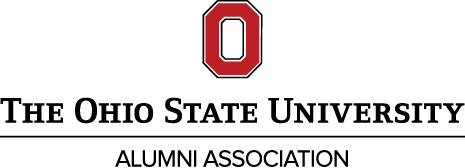 O
THE OHIO STATE UNIVERSITY
ALUMNI ASSOCIATION